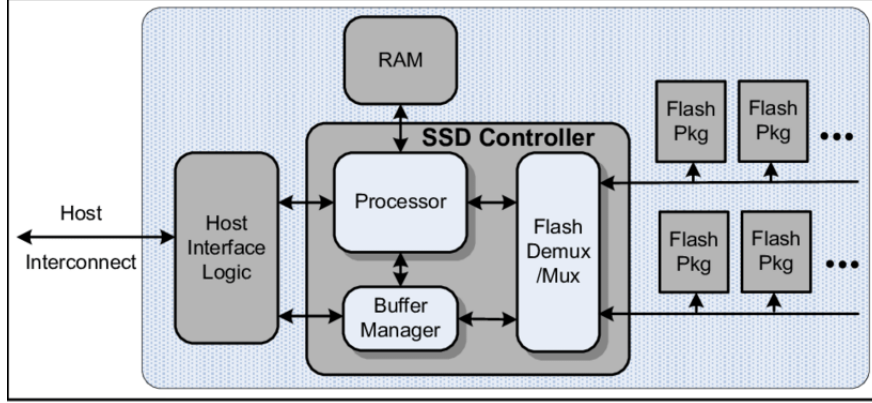 RAM
SSD Controller
Flash
Pkg
Flash
Pkg
Processor
Host
Interconnect
Host
Interface
Logic
Flash
Demux
/Mux
Flash
Pkg
Flash
Pkg
Buffer
Manager